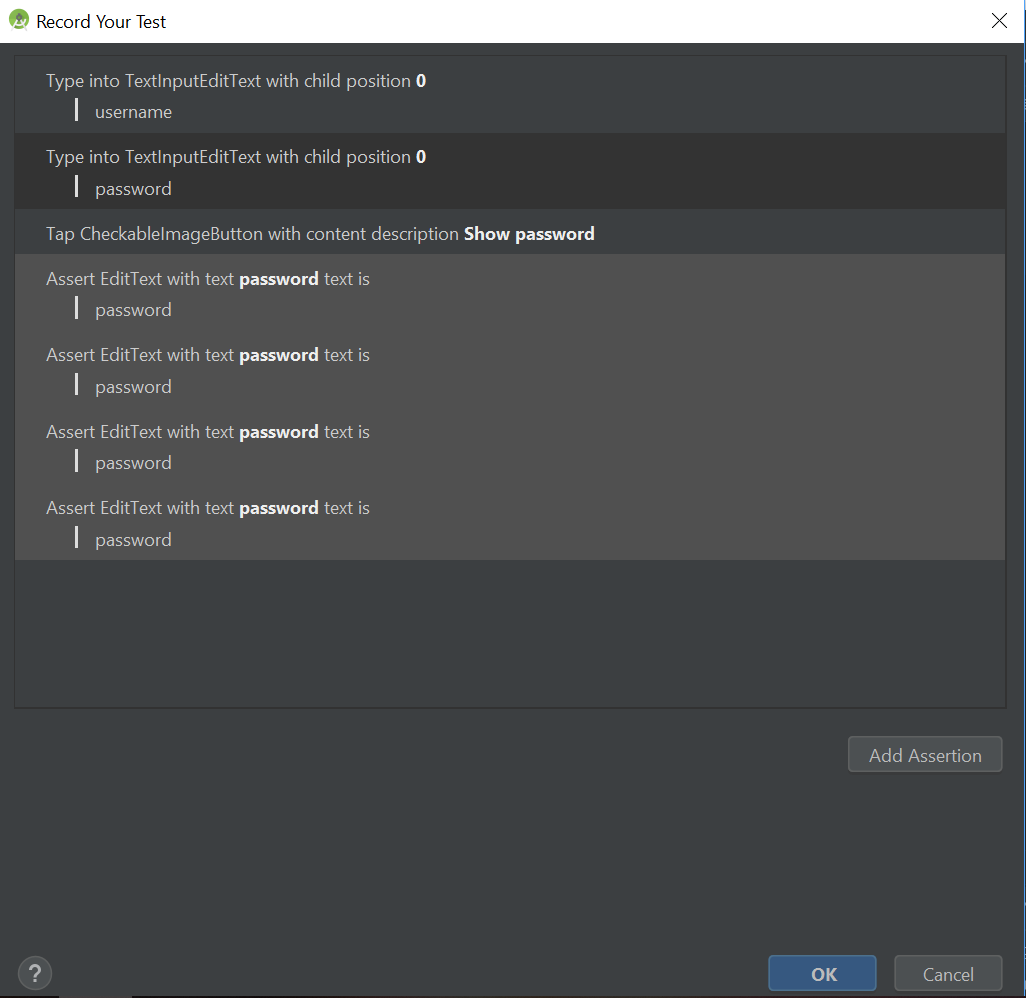 Record Your Test
Type into TextInputEditText with child position 0
username
Type into TextInputEditText with child position 0
password
Tap CheckableImageButton with content description Show password
Assert EditText with text password text is
password
Assert EditText with text password text is
password
Assert EditText with text password text is
password
Assert EditText with text password text is
password
Add Assertion
?
OK
Cancel